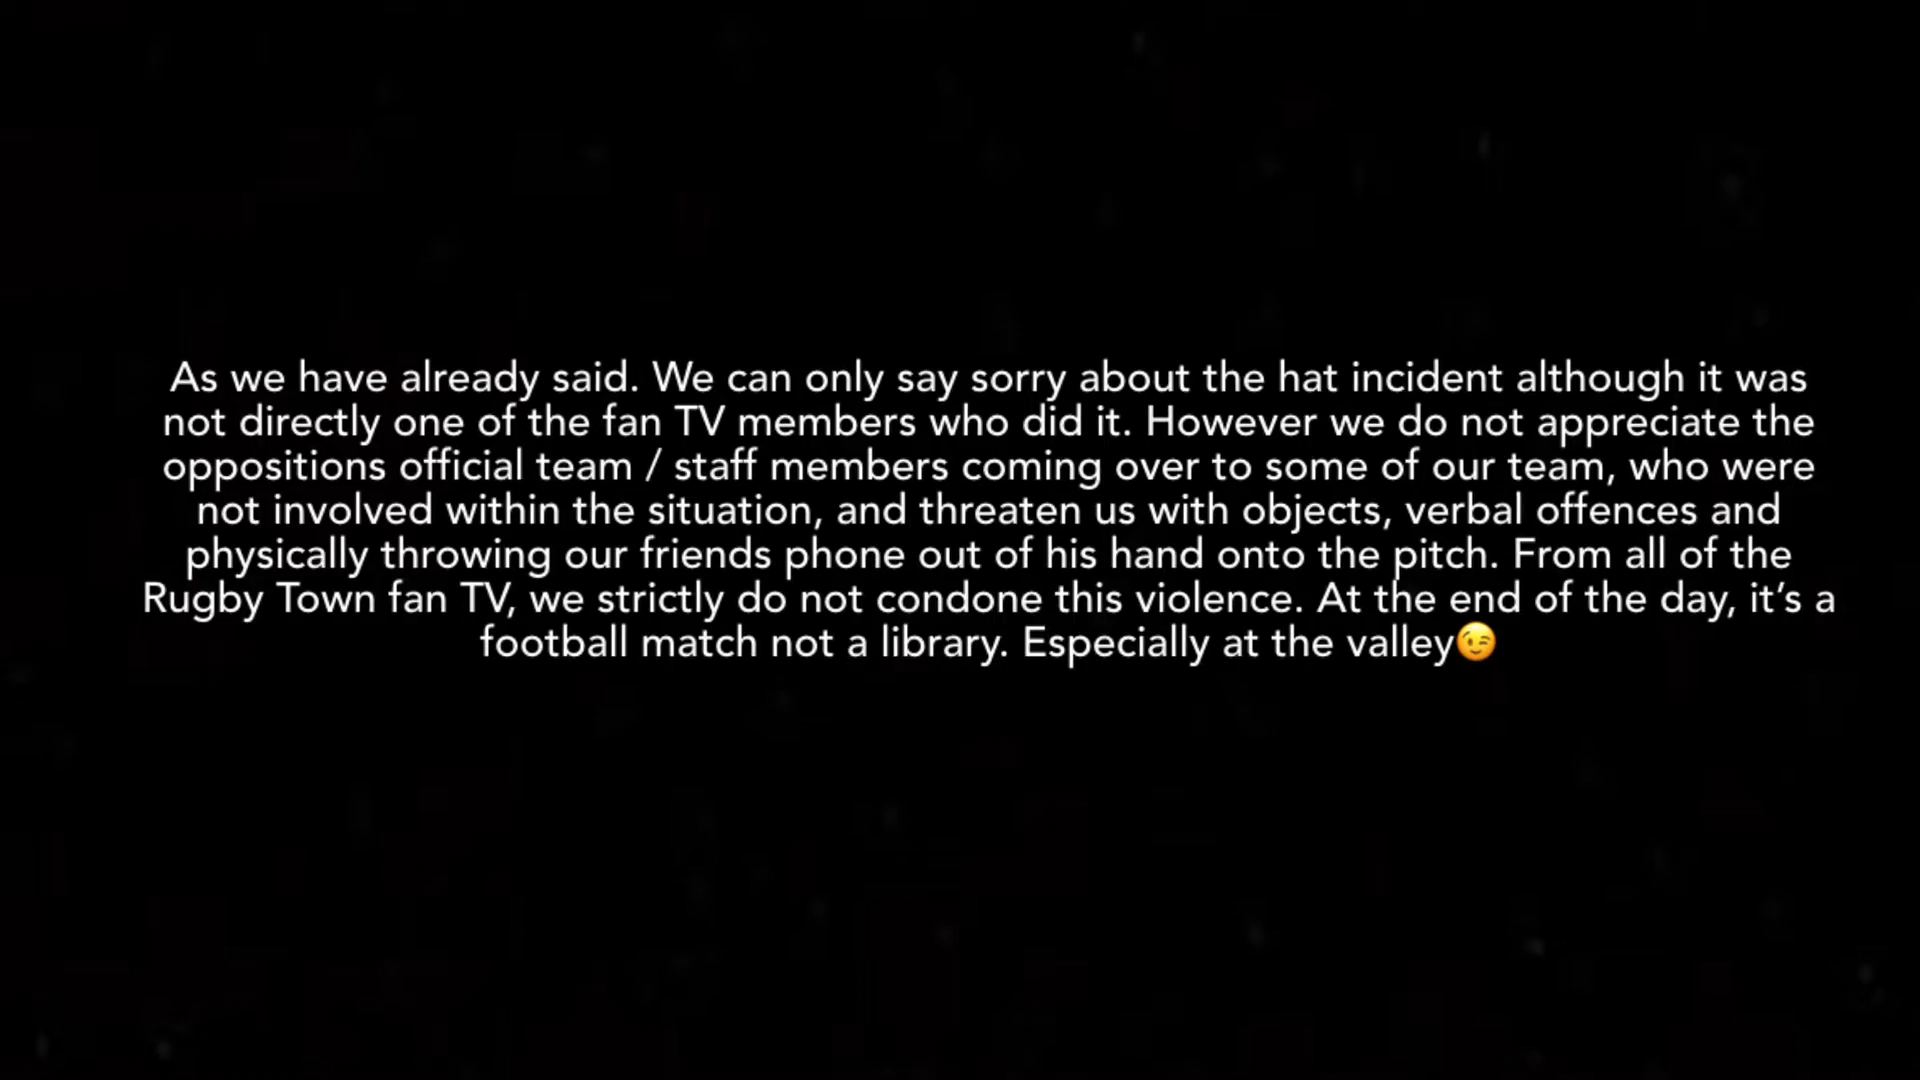 As we have already said. We can only say sorry about the hat incident although it was
not directly one of the fan TV members who did it. However we do not appreciate the
oppositions official team / staff members coming over to some of our team, who were
not involved within the situation, and threaten us with objects, verbal offences and
physically throwing our friends phone out of his hand onto the pitch. From all of the
Rugby Town fan TV, we strictly do not condone this violence. At the end of the day, it’s a
football match not a library. Especially at the valley😉